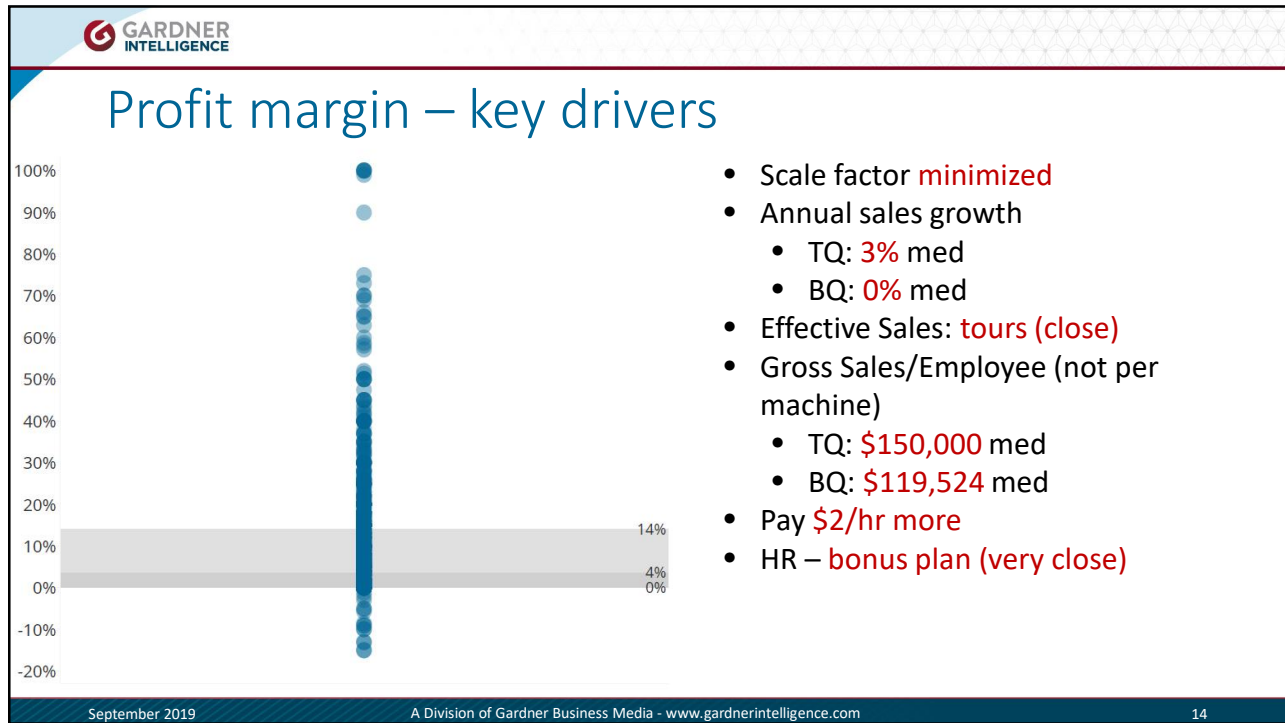 GARDNER
INTELLIGENCE
Profit margin – key drivers
100%
90%
80%
70%
60%
50%
40%
30%
20%
10%
0%
-10%
-20%
14%
4%
0%
• Scale factor minimized
• Annual sales growth
• TQ: 3% med
• BQ: 0% med
• Effective Sales: tours (close)
• Gross Sales/Employee (not per
machine)
• TQ: $150,000 med
• BQ: $119,524 med
• Pay $2/hr more
• HR – bonus plan (very close)
September 2019
A Division of Gardner Business Media - www.gardnerintelligence.com
14